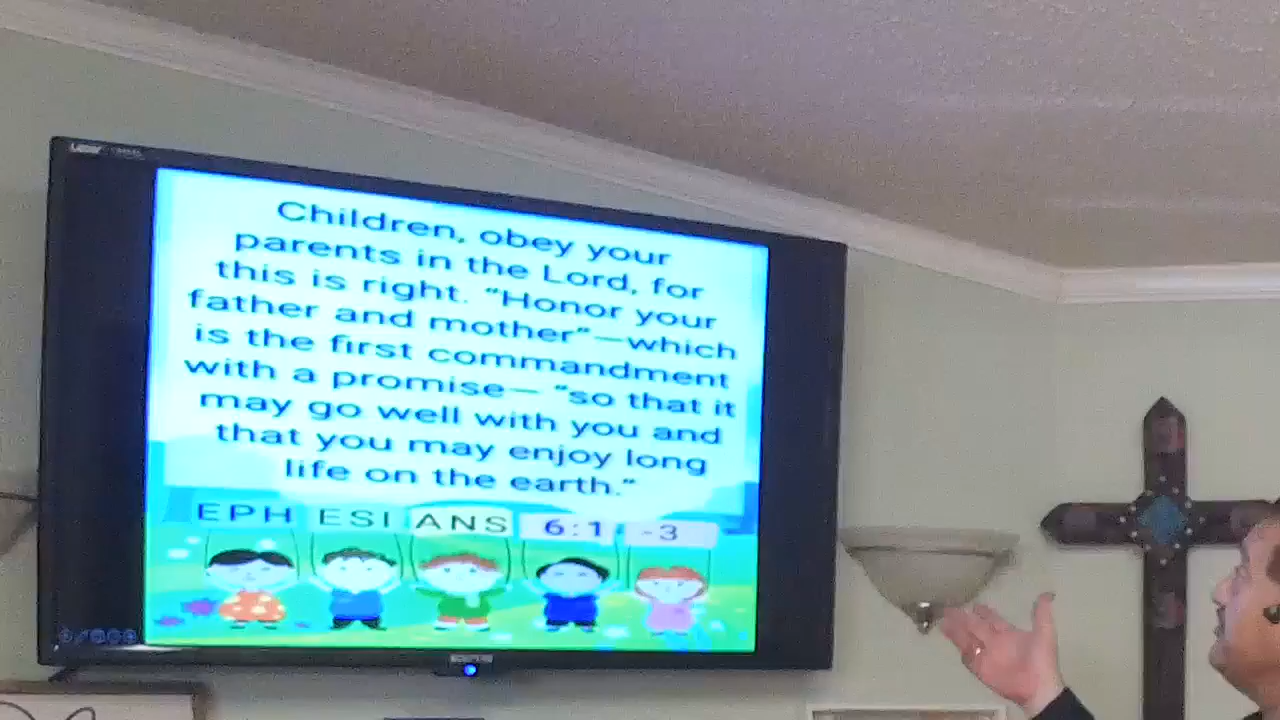 Children, obey your
parents in the Lord, for
this is right. “Honor your
father and mother”—which
is the first commandment
with a promise— “so that it
may go well with you and
that you may enjoy long
life on the earth.”
EPH ESI ANS 6:1 -3